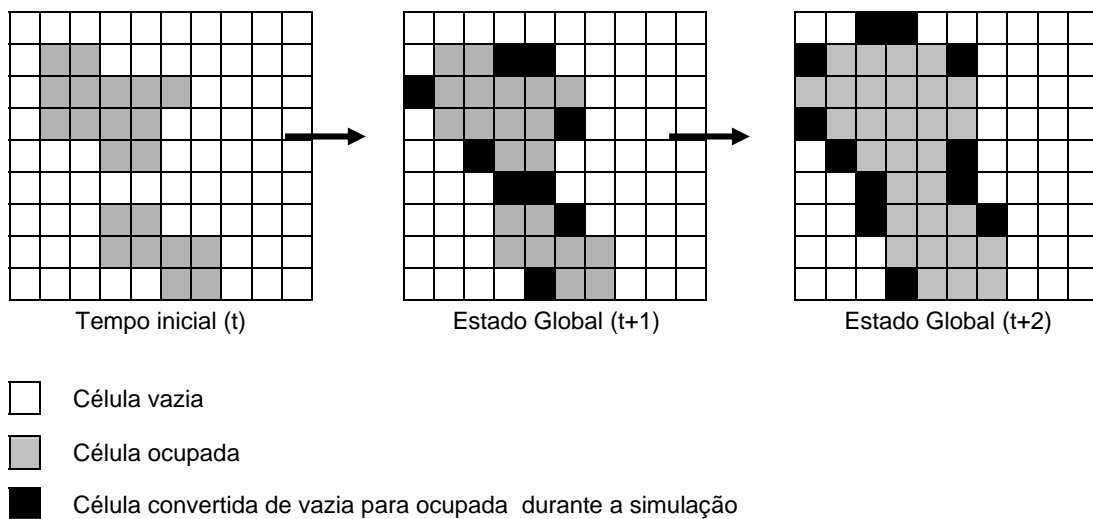 Tempo inicial (t)
Estado Global (t+1)
Estado Global (t+2)
Célula vazia
Célula ocupada
Célula convertida de vazia para ocupada durante a simulação